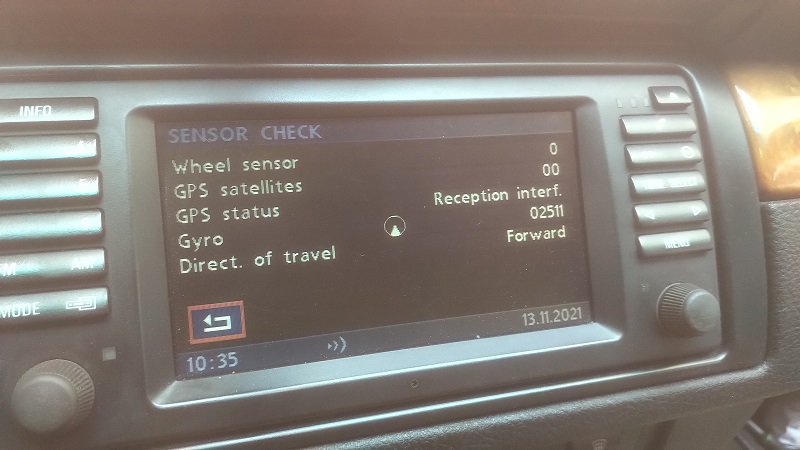 INFO
SENSOR CHECK
Wheel sensor 0
GPS satellites 00
GPS status Reception interf.
Gyro 02511
Direct. of travel Forward
AM
MODE
MENU
10:35
13.11.2021